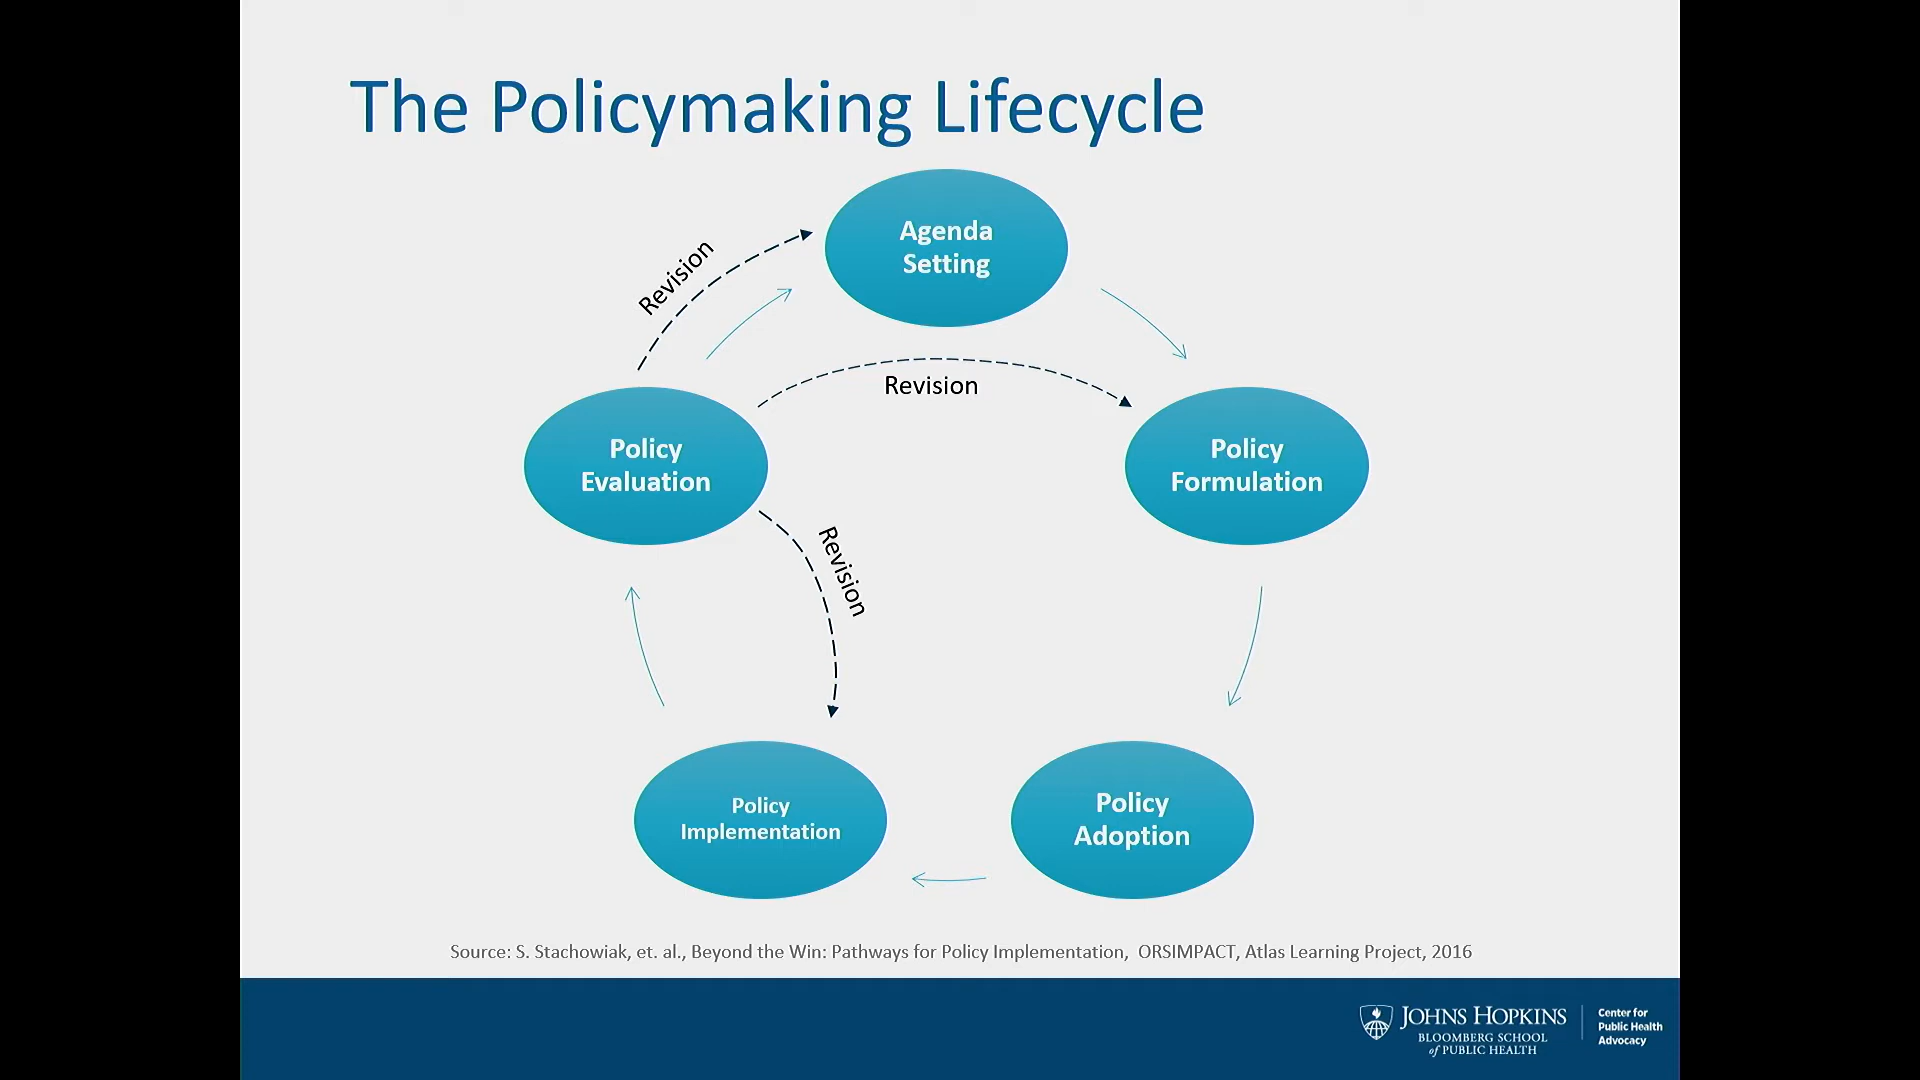 The Policymaking Lifecycle
Agenda
Setting
Revision
Revision
Policy
Evaluation
Policy
Formulation
Revision
Policy
Implementation
Policy
Adoption
Source: S. Stachowiak, et. al., Beyond the Win: Pathways for Policy Implementation, ORSIMPACT, Atlas Learning Project, 2016
JOHNS HOPKINS
BLOOMBERG SCHOOL
of PUBLIC HEALTH
Center for
Public Health
Advocacy